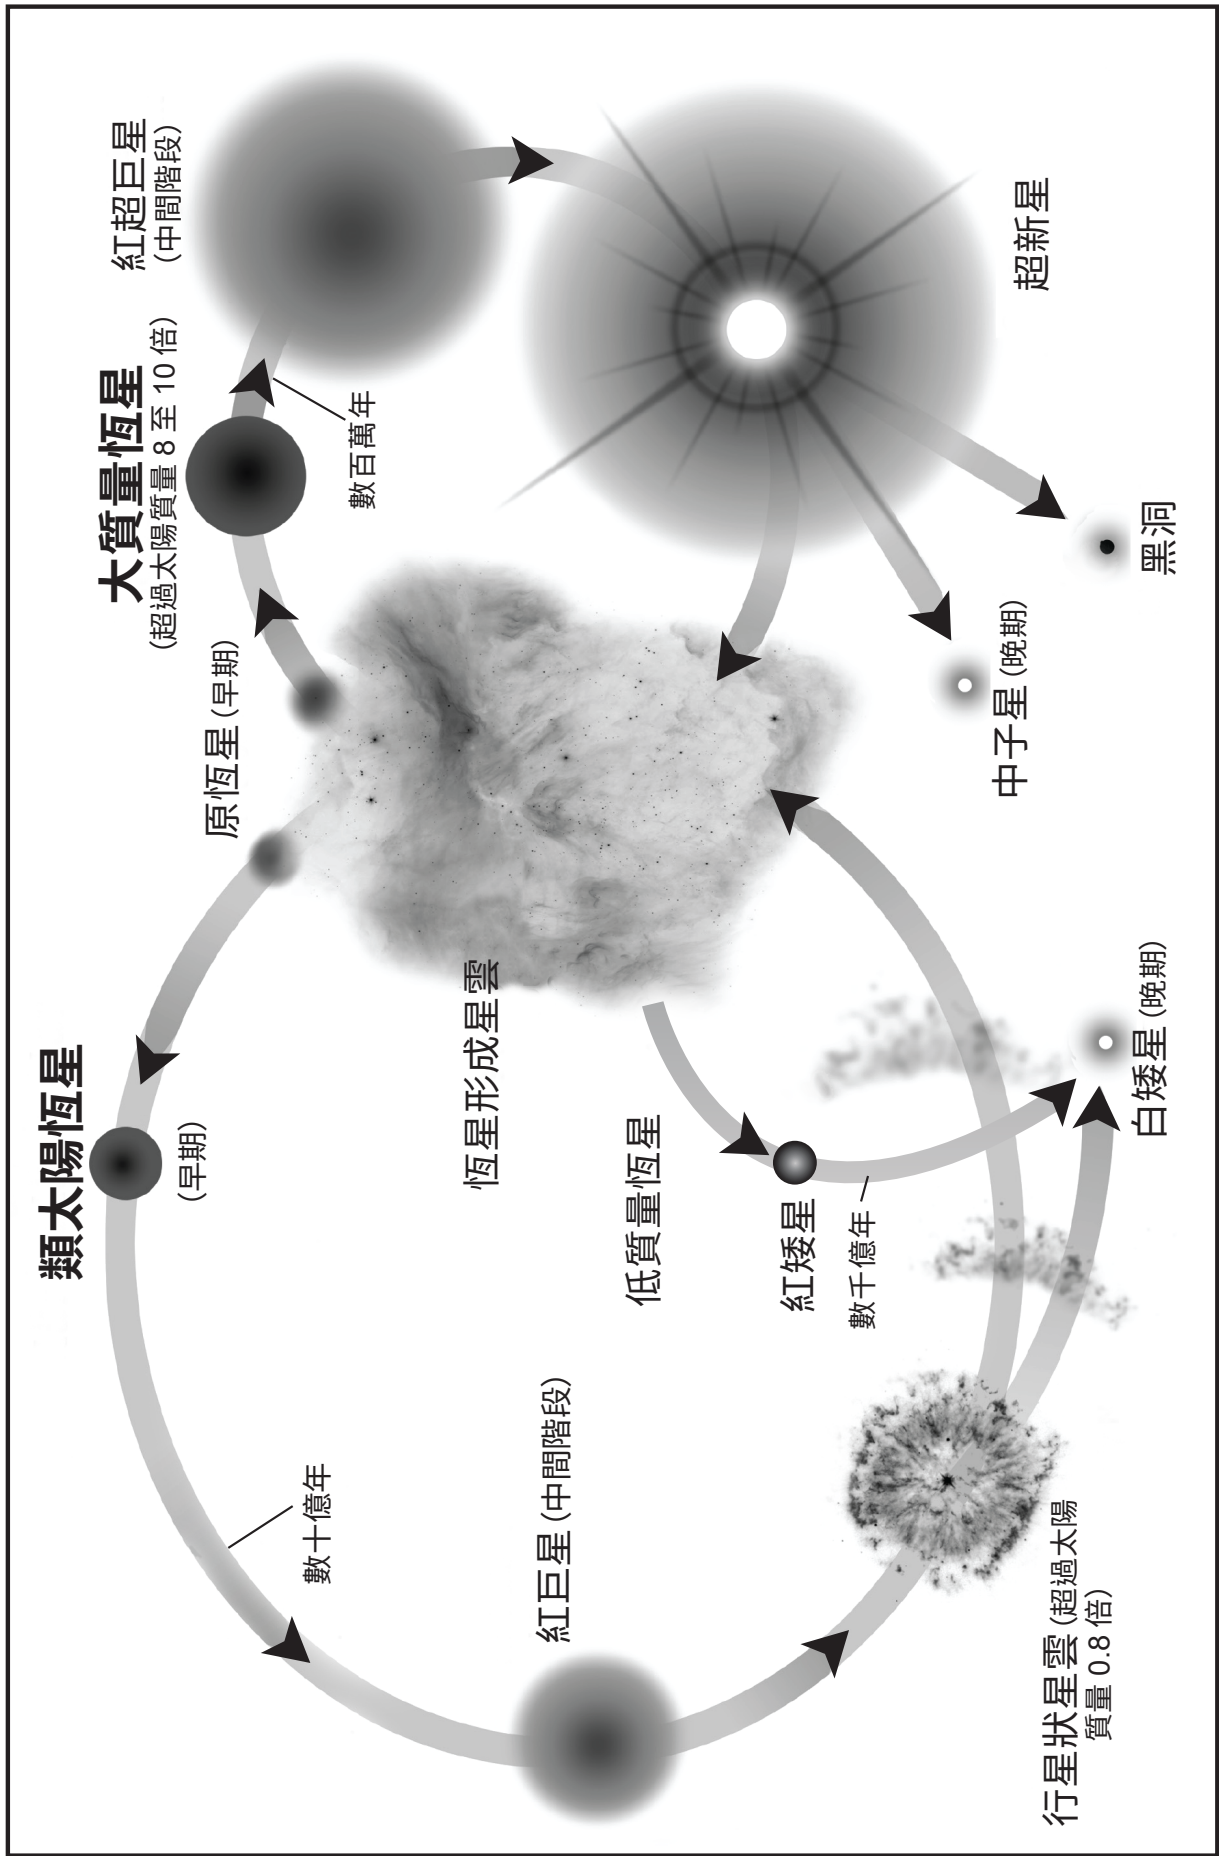 類太陽恆星
(早期)
數十億年
紅巨星 (中間階段)
行星狀星雲 (超過太陽
質量 0.8 倍)
原恆星 (早期)
大質量恆星
(超過太陽質量 8 至 10 倍)
數百萬年
紅超巨星
(中間階段)
超新星
黑洞
中子星 (晚期)
恆星形成星雲
低質量恆星
紅矮星
數千億年
白矮星 (晚期)